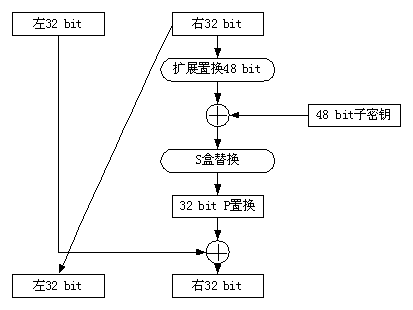 左32 bit
右32 bit
扩展置换48 bit
48 bit子密钥
S盒替换
32 bit P置换
左32 bit
右32 bit